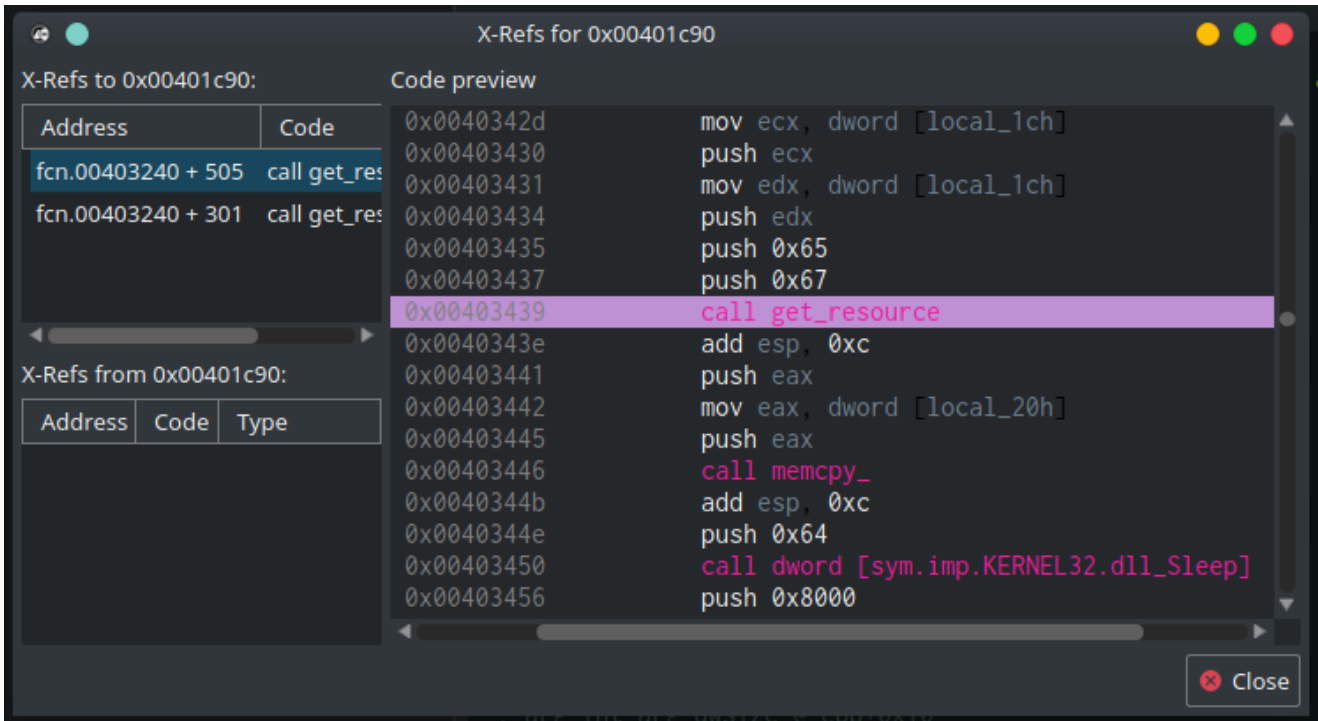 X-Refs for 0x00401c90
X-Refs to 0x00401c90:
Address Code
fcn.00403240 + 505 call get_res
fcn.00403240 + 301 call get_res
X-Refs from 0x00401c90:
Address Code Type
Code preview
0x0040342d mov ecx, dword [local_1ch]
0x00403430 push ecx
0x00403431 mov edx, dword [local_1ch]
0x00403434 push edx
0x00403435 push 0x65
0x00403437 push 0x67
0x00403439 call get_resource
0x0040343e add esp, 0xc
0x00403441 push eax
0x00403442 mov eax, dword [local_20h]
0x00403445 push eax
0x00403446 call memcpy_
0x0040344b add esp, 0xc
0x0040344e push 0x64
0x00403450 call dword [sym.imp.KERNEL32.dll_Sleep]
0x00403456 push 0x8000
Close